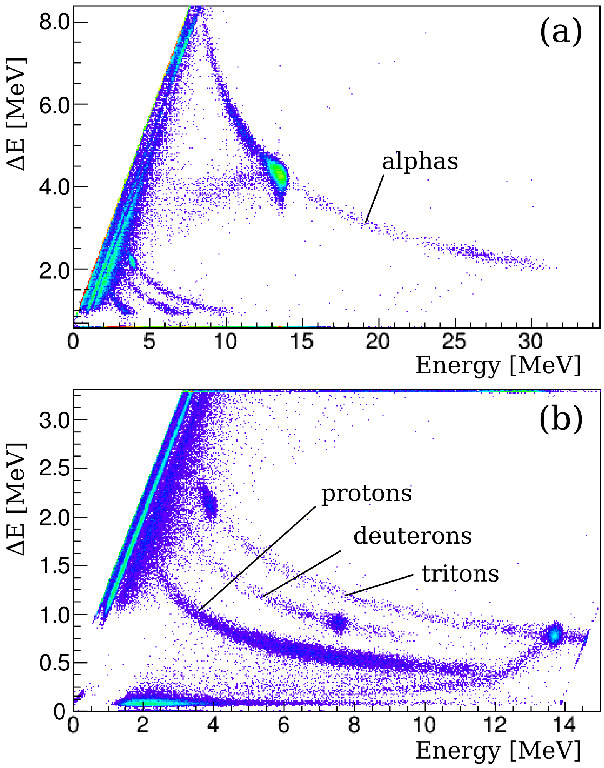 (a)
ΔE [MeV]
8.0
6.0
4.0
2.0
alphas
0 5 10 15 20 25 30
Energy [MeV]
(b)
ΔE [MeV]
3.0
2.5
2.0
1.5
1.0
0.5
0
protons
deuterons
tritons
0 2 4 6 8 10 12 14
Energy [MeV]